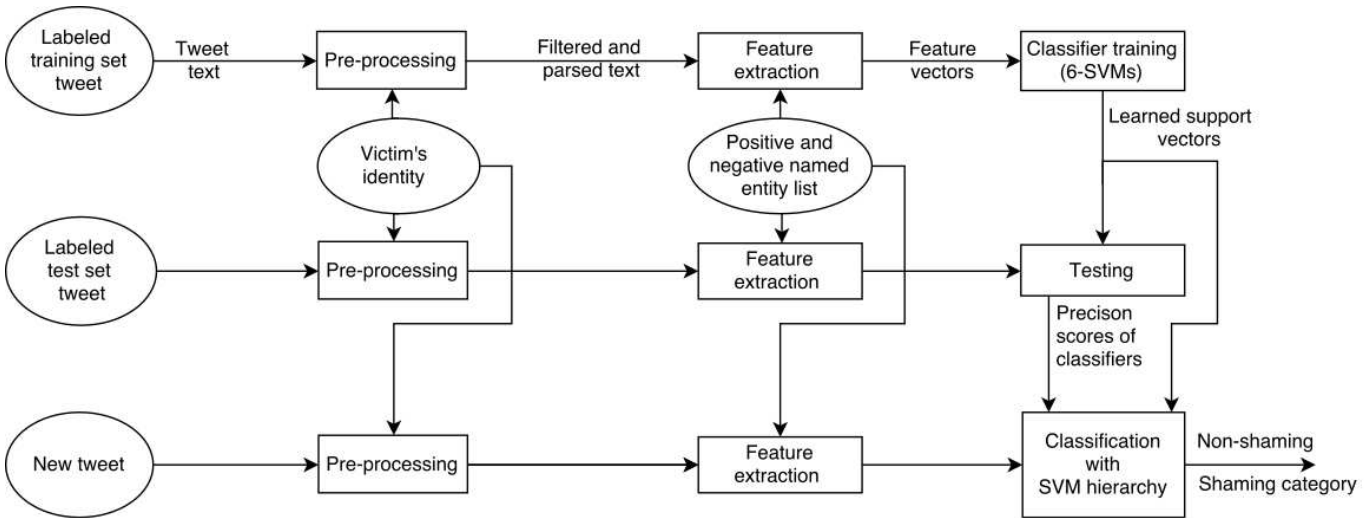 Labeled
training set
tweet
Tweet
text
Pre-processing
Filtered and
parsed text
Feature
extraction
Feature
vectors
Classifier training
(6-SVMs)
Learned support
vectors
Victim's
identity
Positive and
negative named
entity list
Labeled
test set
tweet
Pre-processing
Feature
extraction
Testing
Precison
scores of
classifiers
New tweet
Pre-processing
Feature
extraction
Classification
with
SVM hierarchy
Non-shaming
Shaming category